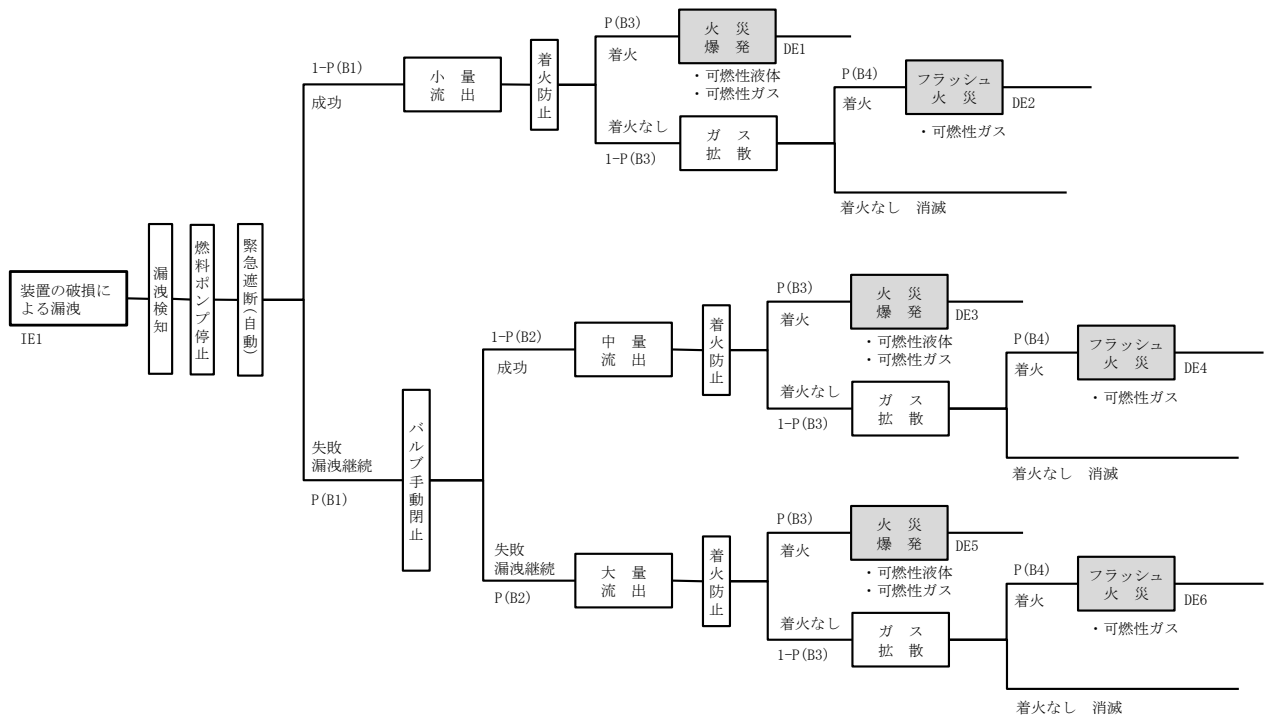 装置の破損に
よる漏洩
IE1
漏洩検知
燃料ポンプ停止
緊急遮断(自動)
1-P(B1)
成功
小 量
流 出
着火防止
P(B3)
着火
火 災
爆 発
DE1
・可燃性液体
・可燃性ガス
着火なし
1-P(B3)
ガ ス
拡 散
P(B4)
着火
フラッシュ
火 災
DE2
・可燃性ガス
着火なし 消滅
失敗
漏洩継続
P(B1)
バルブ手動閉止
1-P(B2)
成功
中 量
流 出
着火防止
P(B3)
着火
火 災
爆 発
DE3
・可燃性液体
・可燃性ガス
着火なし
1-P(B3)
ガ ス
拡 散
P(B4)
着火
フラッシュ
火 災
DE4
・可燃性ガス
着火なし 消滅
失敗
漏洩継続
P(B2)
大 量
流 出
着火防止
P(B3)
着火
火 災
爆 発
DE5
・可燃性液体
・可燃性ガス
着火なし
1-P(B3)
ガ ス
拡 散
P(B4)
着火
フラッシュ
火 災
DE6
・可燃性ガス
着火なし 消滅